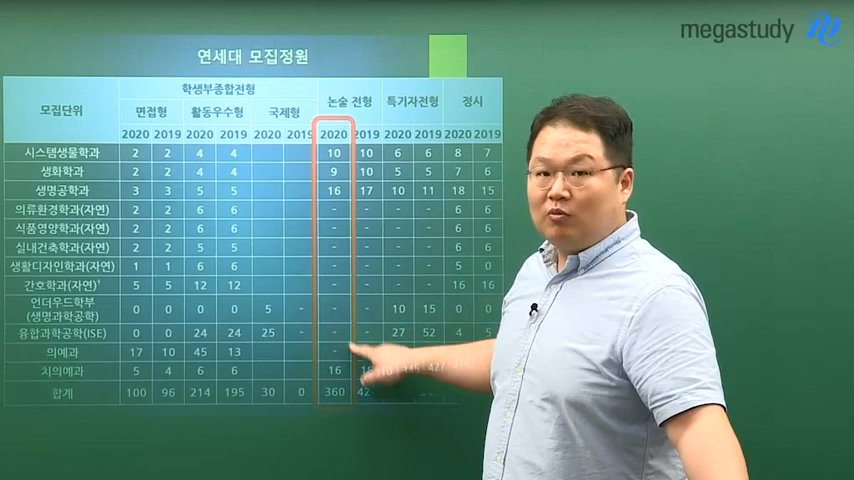 megastudy
연세대 모집정원
모집단위 학생부종합전형 논술 전형 특기자전형 정시
면접형 활동우수형 국제형
2020 2019 2020 2019 2020 2019 2020 2019 2020 2019 2020 2019
시스템생물학과 2 2 4 4 10 10 6 6 8 7
생화학과 2 2 4 4 9 10 5 5 7 6
생명공학과 3 3 5 5 16 17 10 11 18 15
의류환경학과(자연) 2 2 6 6 - - - - 6 6
식품영양학과(자연) 2 2 6 6 - - - - 6 6
실내건축학과(자연) 2 2 5 5 - - - - 6 6
생활디자인학과(자연) 1 1 6 6 - - - - 5 0
간호학과(자연)† 5 5 12 12 - - - - 16 16
언더우드학부
(생명과학공학) 0 0 0 0 5 - - - 10 15 0 0
융합과학공학(ISE) 0 0 24 24 25 - - - 27 52 4 5
의예과 17 10 45 13 -
치의예과 5 4 6 6 16
합계 100 96 214 195 30 0 360